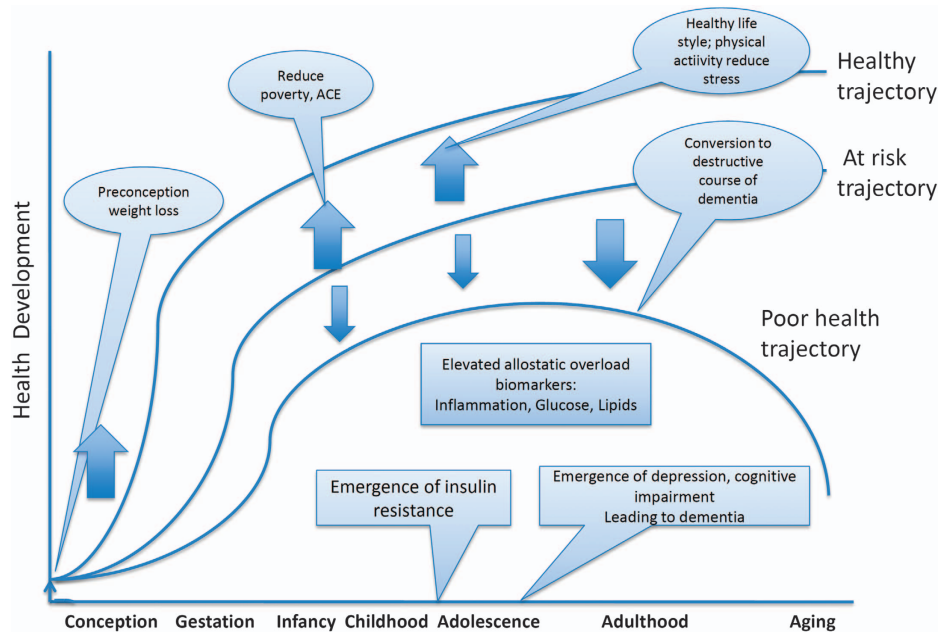 Healthy life
style; physical
actiivity reduce
stress
Healthy
trajectory
Reduce
poverty, ACE
Conversion to
destructive
course of
dementia
At risk
trajectory
Preconception
weight loss
Health Development
Poor health
trajectory
Elevated allostatic overload
biomarkers:
Inflammation, Glucose, Lipids
Emergence of insulin
resistance
Emergence of depression, cognitive
impairment
Leading to dementia
Conception Gestation Infancy Childhood Adolescence Adulthood Aging